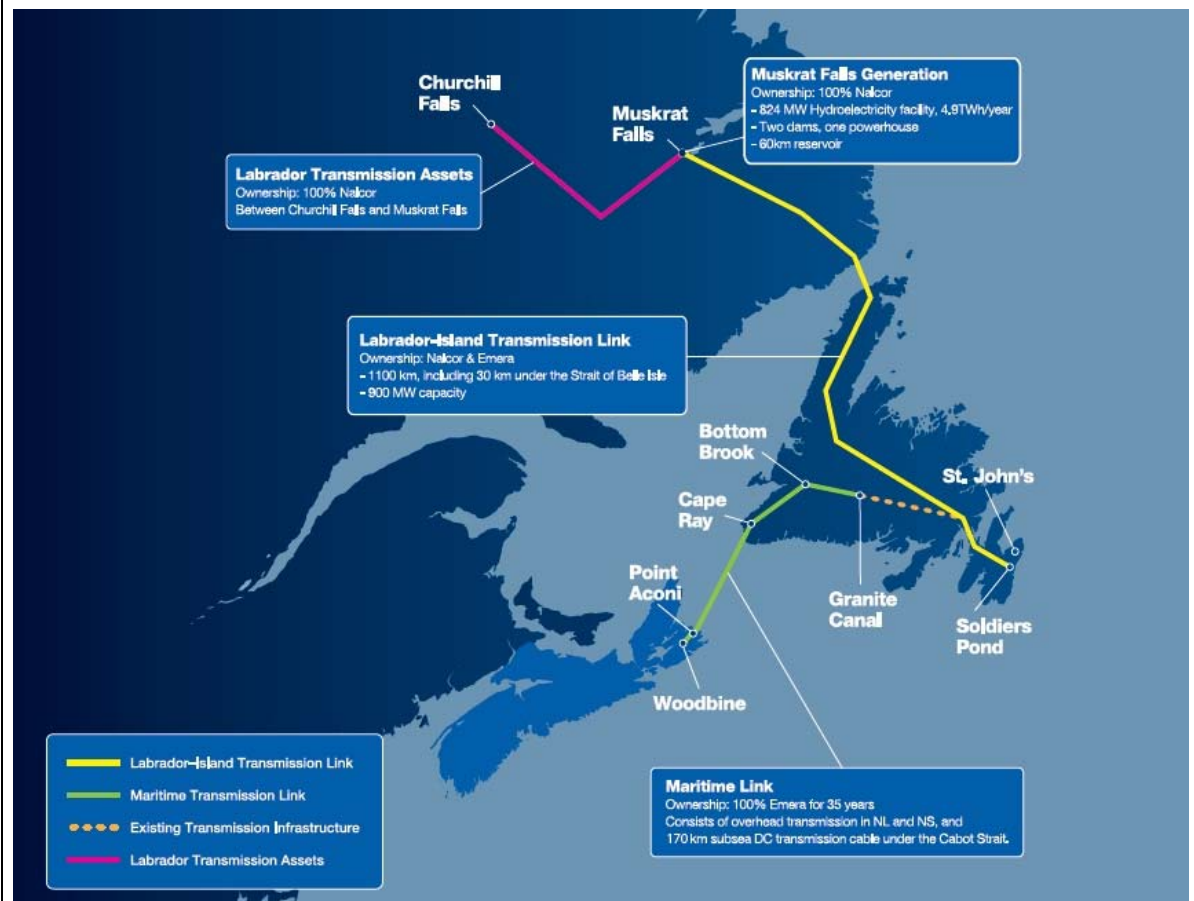 Churchill
Falls
Muskrat
Falls
Muskrat Falls Generation
Ownership: 100% Nalcor
- 824 MW Hydroelectricity facility, 4.9TWh/year
- Two dams, one powerhouse
- 60km reservoir
Labrador Transmission Assets
Ownership: 100% Nalcor
Between Churchill Falls and Muskrat Falls
Labrador-Island Transmission Link
Ownership: Nalcor & Emera
- 1100 km, including 30 km under the Strait of Belle Isle
- 900 MW capacity
Bottom
Brook
St. John's
Cape
Ray
Point
Aconi
Granite
Canal
Soldiers
Pond
Woodbine
Labrador-Island Transmission Link
Maritime Transmission Link
Existing Transmission Infrastructure
Labrador Transmission Assets
Maritime Link
Ownership: 100% Emera for 35 years
Consists of overhead transmission in NL and NS, and
170 km subsea DC transmission cable under the Cabot Strait.